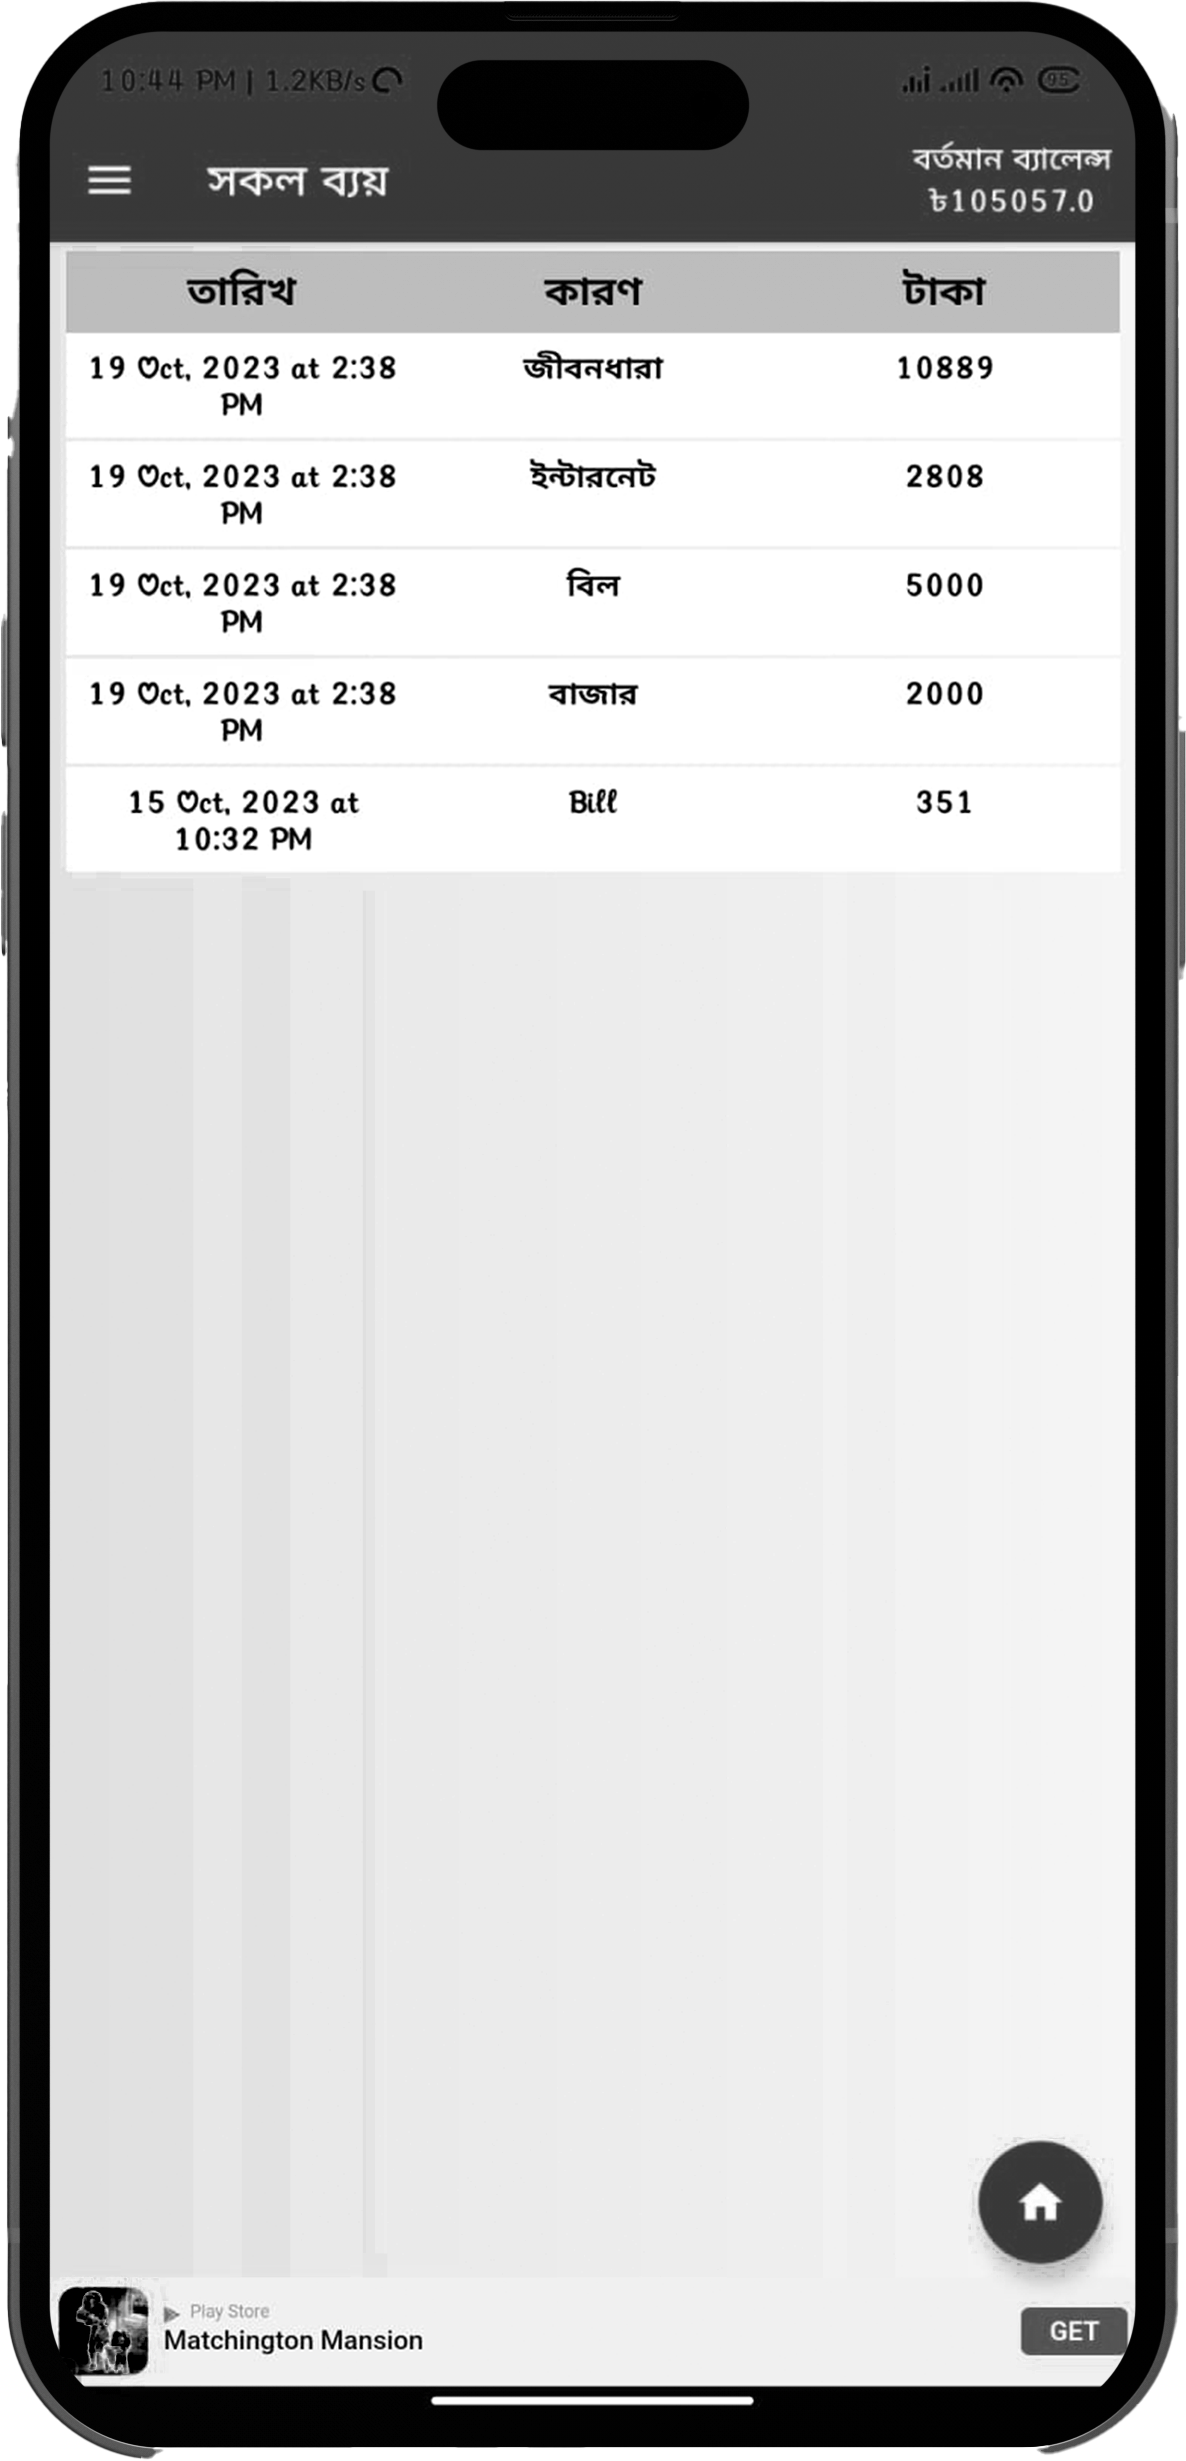 10:44 PM | 1.2KB/s
95
সকল ব্যয়
বর্তমান ব্যালেন্স
৳105057.0
তারিখ কারণ টাকা
19 Oct, 2023 at 2:38 জীবনধারা 10889
PM
19 Oct, 2023 at 2:38 ইন্টারনেট 2808
PM
19 Oct, 2023 at 2:38 বিল 5000
PM
19 Oct, 2023 at 2:38 বাজার 2000
PM
15 Oct, 2023 at Bill 351
10:32 PM
Play Store
Matchington Mansion
GET